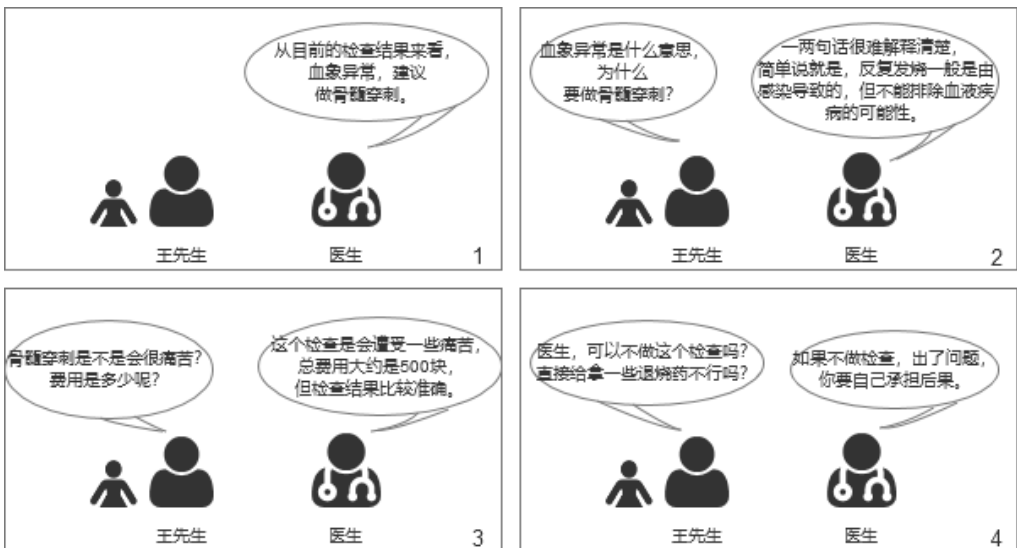 从目前的检查结果来看，
血象异常，建议
做骨髓穿刺。
王先生
医生
1
血象异常是什么意思，
为什么
要做骨髓穿刺？
一两句话很难解释清楚，
简单说就是，反复发烧一般是由
感染导致的，但不能排除血液疾
病的可能性。
王先生
医生
2
骨髓穿刺是不是会很痛苦？
费用是多少呢？
这个检查是会遭受一些痛苦，
总费用大约是500块，
但检查结果比较准确。
王先生
医生
3
医生，可以不做这个检查吗？
直接给拿一些退烧药不行吗？
如果不做检查，出了问题，
你要自己承担后果。
王先生
医生
4